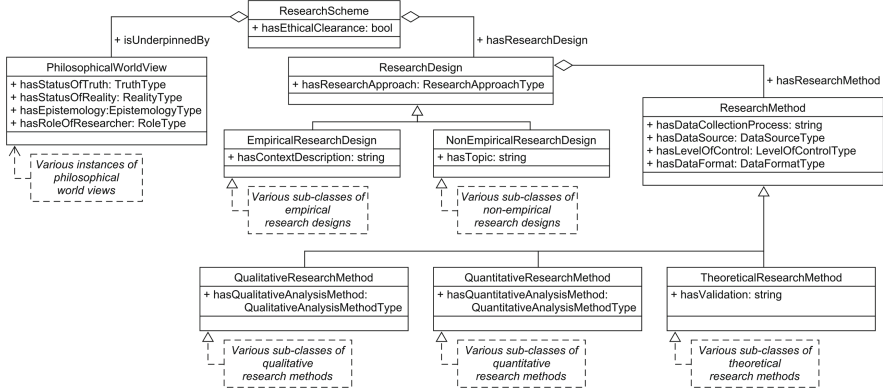 ResearchScheme
+ hasEthicalClearance: bool
+ isUnderpinnedBy
+ hasResearchDesign
PhilosophicalWorldView
+ hasStatusOfTruth: TruthType
+ hasStatusOfReality: RealityType
+ hasEpistemology:EpistemologyType
+ hasRoleOfResearcher: RoleType
ResearchDesign
+ hasResearchApproach: ResearchApproachType
+ hasResearchMethod
ResearchMethod
+ hasDataCollectionProcess: string
+ hasDataSource: DataSourceType
+ hasLevelOfControl: LevelOfControlType
+ hasDataFormat: DataFormatType
EmpiricalResearchDesign
+ hasContextDescription: string
NonEmpiricalResearchDesign
+ hasTopic: string
Various instances of
philosophical
world views
Various sub-classes of
empirical
research designs
Various sub-classes of
non-empirical
research designs
QualitativeResearchMethod
+ hasQualitativeAnalysisMethod:
QualitativeAnalysisMethodType
QuantitativeResearchMethod
+ hasQuantitativeAnalysisMethod:
QuantitativeAnalysisMethodType
TheoreticalResearchMethod
+ hasValidation: string
Various sub-classes of
qualitative
research methods
Various sub-classes of
quantitative
research methods
Various sub-classes of
theoretical
research methods